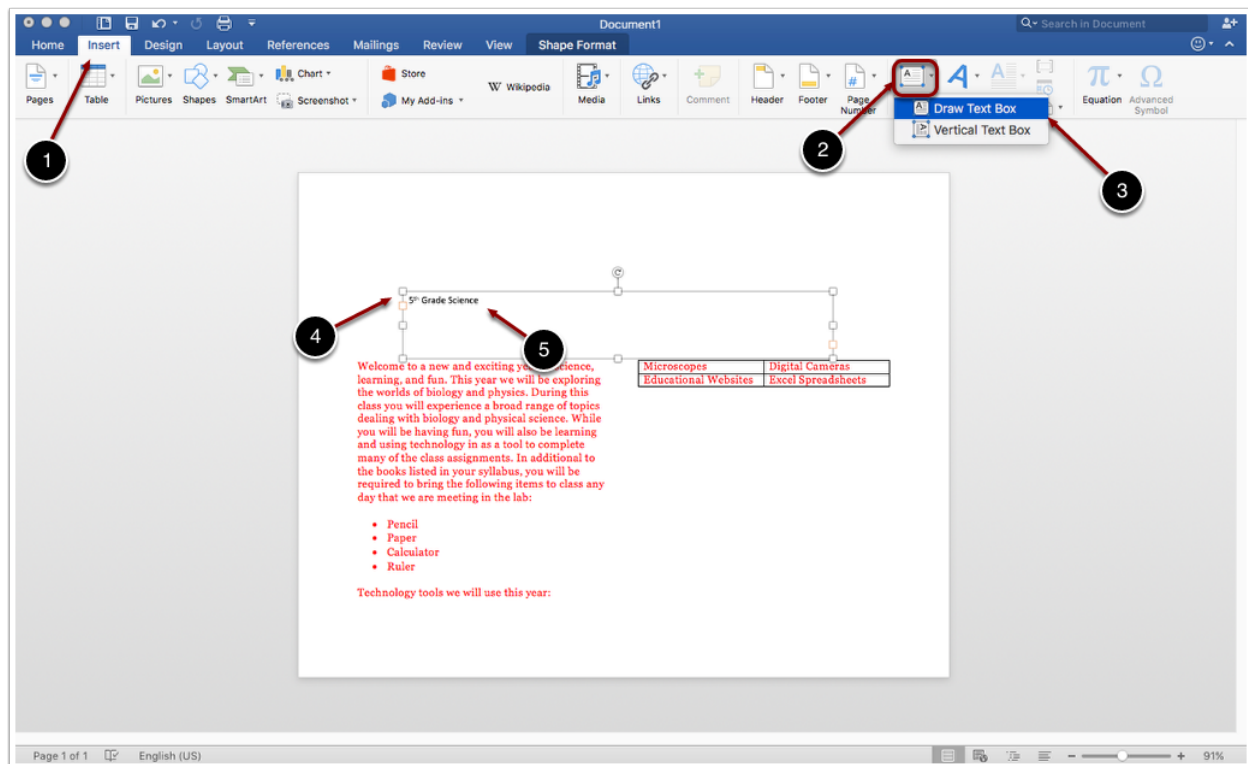 Document1
Search in Document
Home Insert Design Layout References Mailings Review View Shape Format
Chart
Store
Wikipedia
Screenshot
My Add-ins
Pages Table Pictures Shapes SmartArt Media Links Comment Header Footer Page Number Equation Advanced Symbol
Draw Text Box
Vertical Text Box
1
2
3
4
5
5th Grade Science
Welcome to a new and exciting science,
learning, and fun. This year we will be exploring
the worlds of biology and physics. During this
class you will experience a broad range of topics
dealing with biology and physical science. While
you will be having fun, you will also be learning
and using technology in as a tool to complete
many of the class assignments. In additional to
the books listed in your syllabus, you will be
required to bring the following items to class any
day that we are meeting in the lab:
• Pencil
• Paper
• Calculator
• Ruler
Technology tools we will use this year:
Microscopes Digital Cameras
Educational Websites Excel Spreadsheets
Page 1 of 1 English (US) 91%